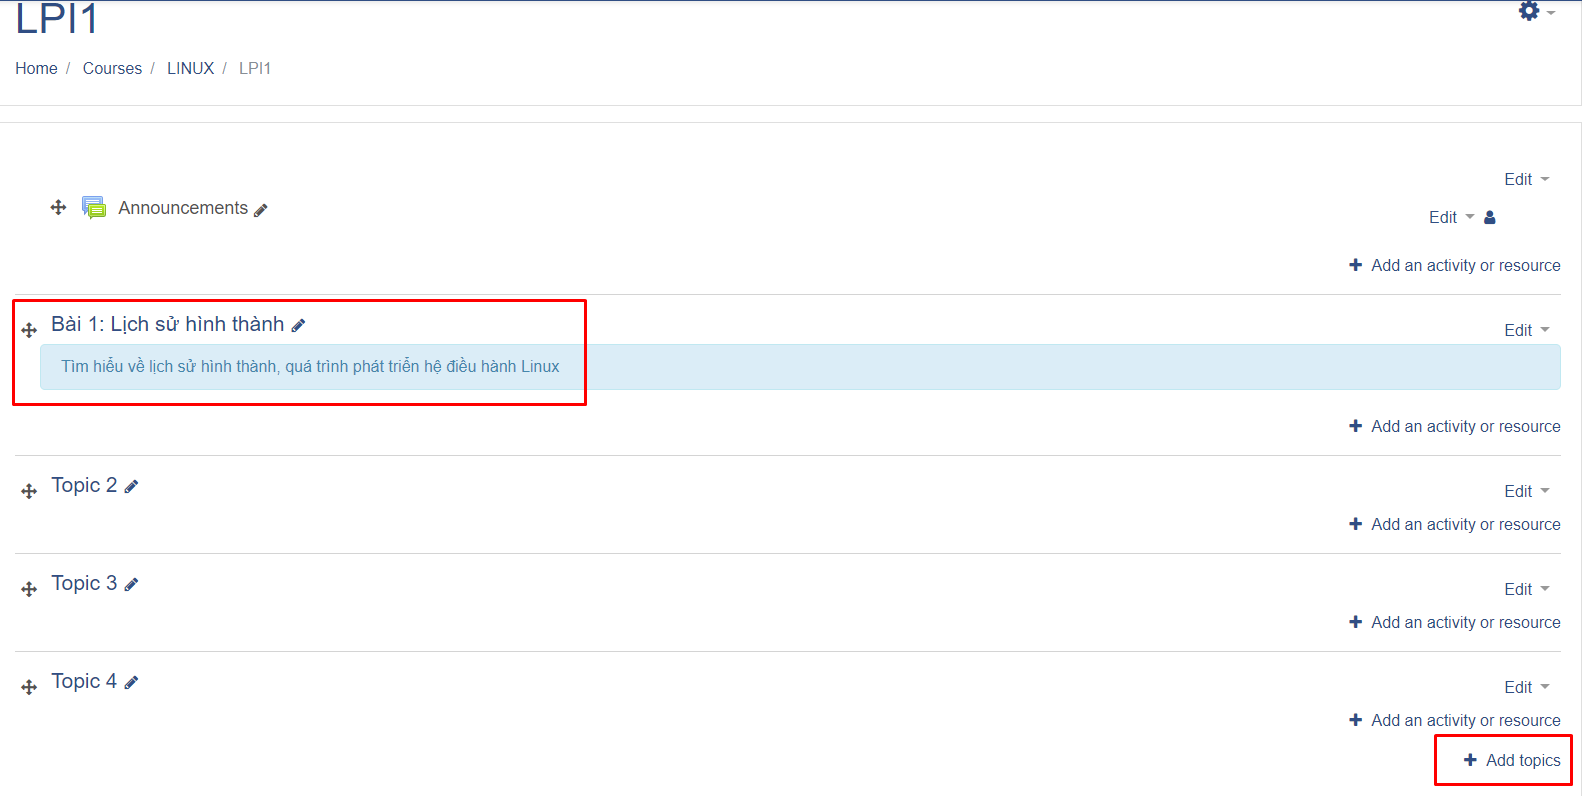 LPI1
Home / Courses / LINUX / LPI1
Edit
Announcements
Edit
Add an activity or resource
Bài 1: Lịch sử hình thành
Edit
Tìm hiểu về lịch sử hình thành, quá trình phát triển hệ điều hành Linux
Add an activity or resource
Topic 2
Edit
Add an activity or resource
Topic 3
Edit
Add an activity or resource
Topic 4
Edit
Add an activity or resource
Add topics